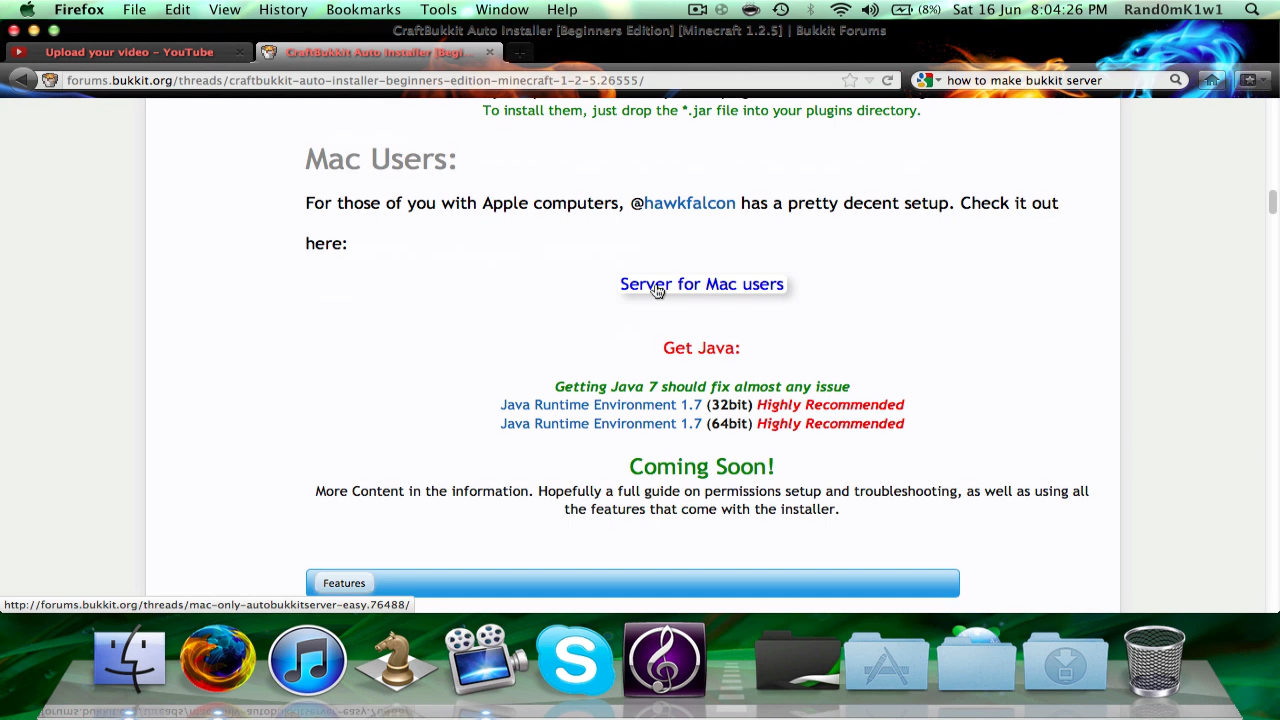 Firefox File Edit View History Bookmarks Tools Window Help (8%) Sat 16 Jun 8:04:26 PM Rand0mK1w1
CraftBukkit Auto Installer [Beginners Edition] [Minecraft 1.2.5] | Bukkit Forums
Upload your video – YouTube CraftBukkit Auto Installer [Begi...
forums.bukkit.org/threads/craftbukkit-auto-installer-beginners-edition-minecraft-1-2-5.26555/ how to make bukkit server
To install them, just drop the *.jar file into your plugins directory.
Mac Users:
For those of you with Apple computers, @hawkfalcon has a pretty decent setup. Check it out
here:
Server for Mac users
Get Java:
Getting Java 7 should fix almost any issue
Java Runtime Environment 1.7 (32bit) Highly Recommended
Java Runtime Environment 1.7 (64bit) Highly Recommended
Coming Soon!
More Content in the information. Hopefully a full guide on permissions setup and troubleshooting, as well as using all
the features that come with the installer.
Features
http://forums.bukkit.org/threads/mac-only-autobukkitserver-easy.76488/